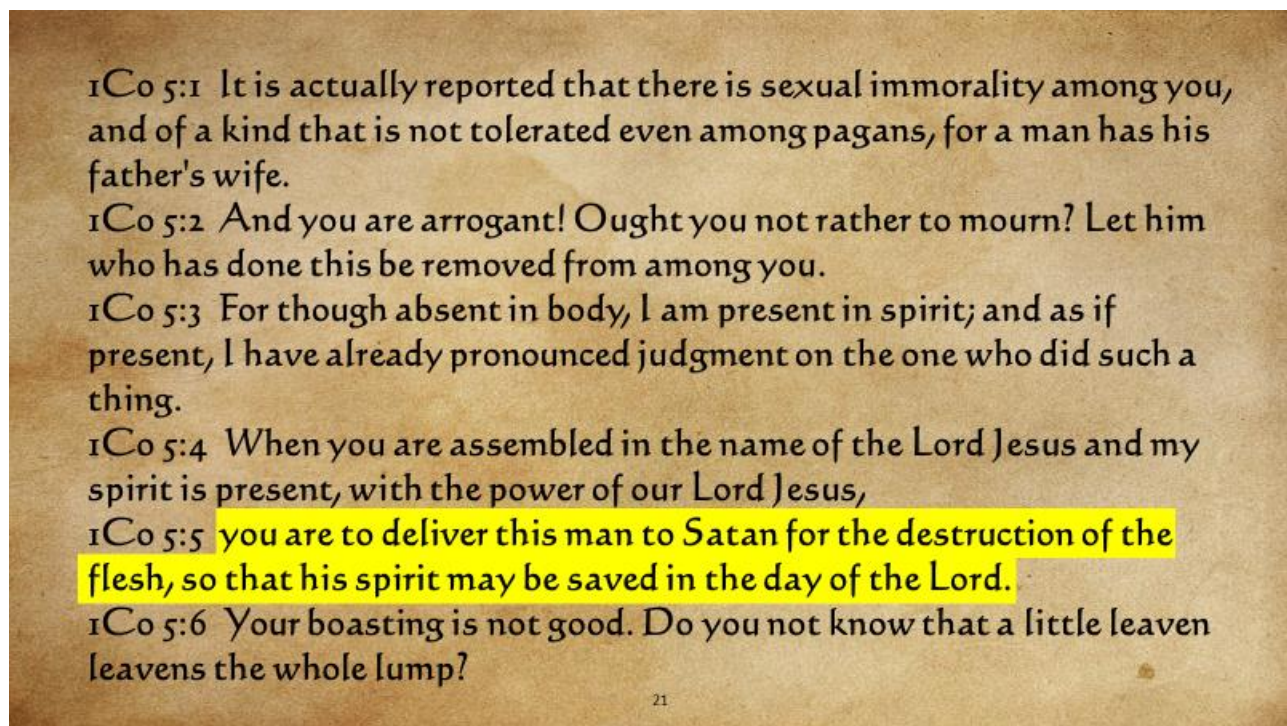 1Co 5:1 It is actually reported that there is sexual immorality among you,
and of a kind that is not tolerated even among pagans, for a man has his
father's wife.
1Co 5:2 And you are arrogant! Ought you not rather to mourn? Let him
who has done this be removed from among you.
1Co 5:3 For though absent in body, I am present in spirit; and as if
present, I have already pronounced judgment on the one who did such a
thing.
1Co 5:4 When you are assembled in the name of the Lord Jesus and my
spirit is present, with the power of our Lord Jesus,
1Co 5:5 you are to deliver this man to Satan for the destruction of the
flesh, so that his spirit may be saved in the day of the Lord.
1Co 5:6 Your boasting is not good. Do you not know that a little leaven
leavens the whole lump?
21